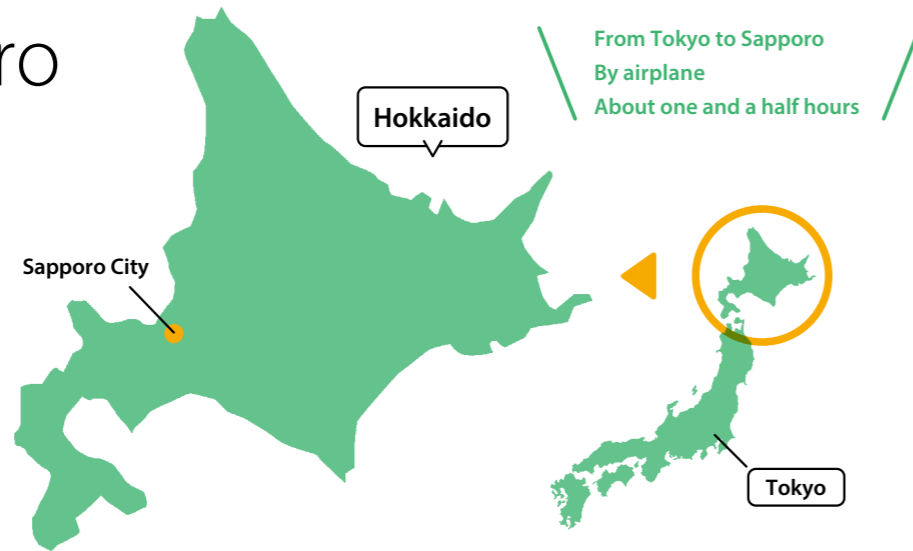 ro
From Tokyo to Sapporo
By airplane
About one and a half hours
Hokkaido
Sapporo City
Tokyo